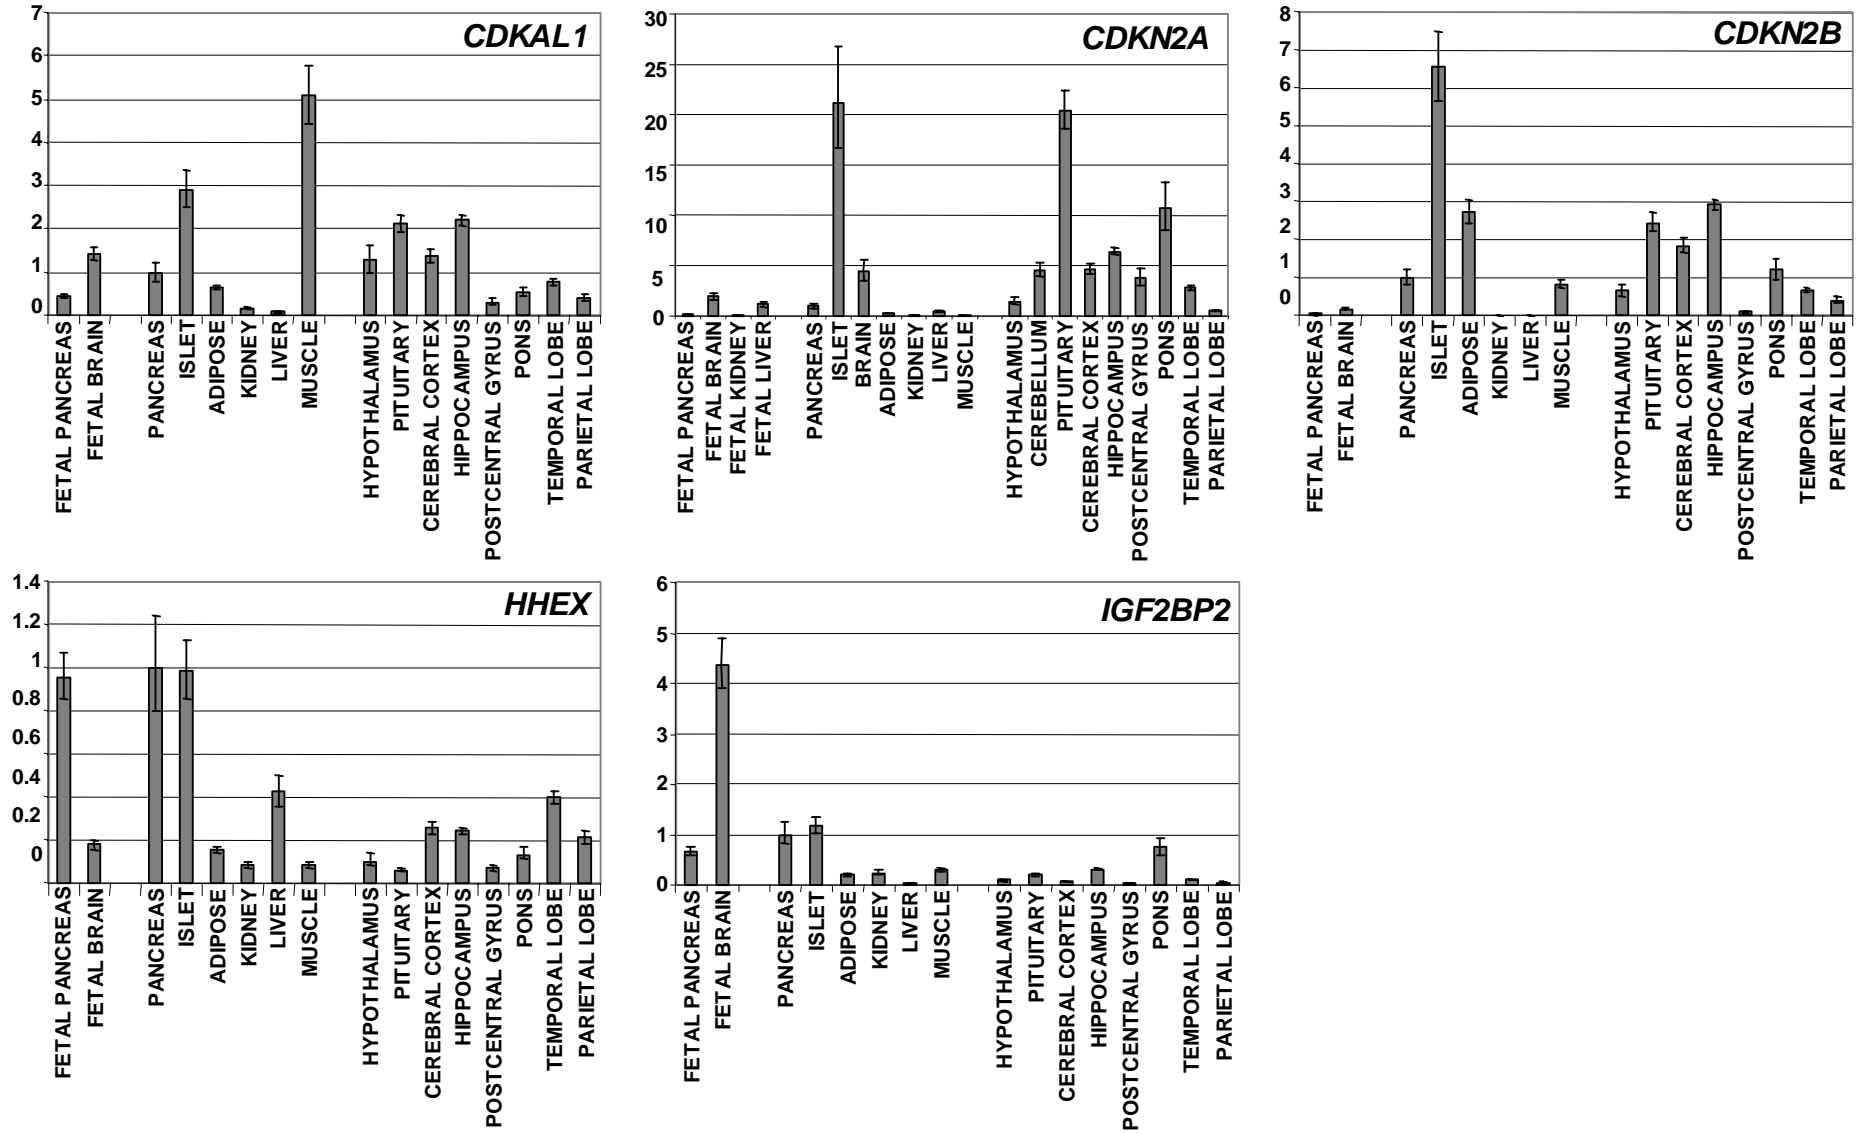 CDKAL1
7
6
5
4
3
2
1
0
FETAL PANCREAS
FETAL BRAIN
PANCREAS
ISLET
ADIPOSE
KIDNEY
LIVER
MUSCLE
HYPOTHALAMUS
PITUITARY
CEREBRAL CORTEX
HIPPOCAMPUS
POSTCENTRAL GYRUS
PONS
TEMPORAL LOBE
PARIETAL LOBE
CDKN2A
30
25
20
15
10
5
0
FETAL PANCREAS
FETAL BRAIN
FETAL KIDNEY
FETAL LIVER
PANCREAS
ISLET
BRAIN
ADIPOSE
KIDNEY
LIVER
MUSCLE
HYPOTHALAMUS
CEREBELLUM
PITUITARY
CEREBRAL CORTEX
HIPPOCAMPUS
POSTCENTRAL GYRUS
PONS
TEMPORAL LOBE
PARIETAL LOBE
CDKN2B
8
7
6
5
4
3
2
1
0
FETAL PANCREAS
FETAL BRAIN
PANCREAS
ISLET
ADIPOSE
KIDNEY
LIVER
MUSCLE
HYPOTHALAMUS
PITUITARY
CEREBRAL CORTEX
HIPPOCAMPUS
POSTCENTRAL GYRUS
PONS
TEMPORAL LOBE
PARIETAL LOBE
HHEX
1.4
1.2
1
0.8
0.6
0.4
0.2
0
FETAL PANCREAS
FETAL BRAIN
PANCREAS
ISLET
ADIPOSE
KIDNEY
LIVER
MUSCLE
HYPOTHALAMUS
PITUITARY
CEREBRAL CORTEX
HIPPOCAMPUS
POSTCENTRAL GYRUS
PONS
TEMPORAL LOBE
PARIETAL LOBE
IGF2BP2
6
5
4
3
2
1
0
FETAL PANCREAS
FETAL BRAIN
PANCREAS
ISLET
ADIPOSE
KIDNEY
LIVER
MUSCLE
HYPOTHALAMUS
PITUITARY
CEREBRAL CORTEX
HIPPOCAMPUS
POSTCENTRAL GYRUS
PONS
TEMPORAL LOBE
PARIETAL LOBE